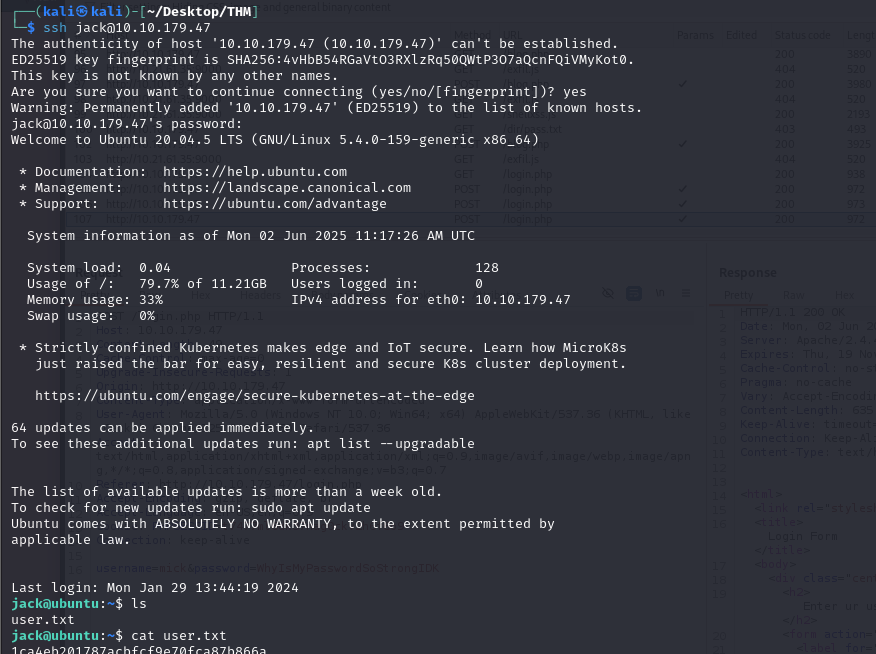 ┌──(kali㉿kali)-[~/Desktop/THM]
└─$ ssh jack@10.10.179.47
The authenticity of host '10.10.179.47 (10.10.179.47)' can't be established.
ED25519 key fingerprint is SHA256:4vHbB54RGaVtO3RXlzRq50QWtP3O7aQcnFQiVMyKot0.
This key is not known by any other names.
Are you sure you want to continue connecting (yes/no/[fingerprint])? yes
Warning: Permanently added '10.10.179.47' (ED25519) to the list of known hosts.
jack@10.10.179.47's password:
Welcome to Ubuntu 20.04.5 LTS (GNU/Linux 5.4.0-159-generic x86_64)
* Documentation: https://help.ubuntu.com
* Management: https://landscape.canonical.com
* Support: https://ubuntu.com/advantage
System information as of Mon 02 Jun 2025 11:17:26 AM UTC
System load: 0.04 Processes: 128
Usage of /: 79.7% of 11.21GB Users logged in: 0
Memory usage: 33% IPv4 address for eth0: 10.10.179.47
Swap usage: 0%
* Strictly confined Kubernetes makes edge and IoT secure. Learn how MicroK8s
just raised the bar for easy, resilient and secure K8s cluster deployment.
https://ubuntu.com/engage/secure-kubernetes-at-the-edge
64 updates can be applied immediately.
To see these additional updates run: apt list --upgradable
The list of available updates is more than a week old.
To check for new updates run: sudo apt update
Ubuntu comes with ABSOLUTELY NO WARRANTY, to the extent permitted by
applicable law.
Last login: Mon Jan 29 13:44:19 2024
jack@ubuntu:~$ ls
user.txt
jack@ubuntu:~$ cat user.txt
1ca4eb201787acbfcf9e70fca87b866a